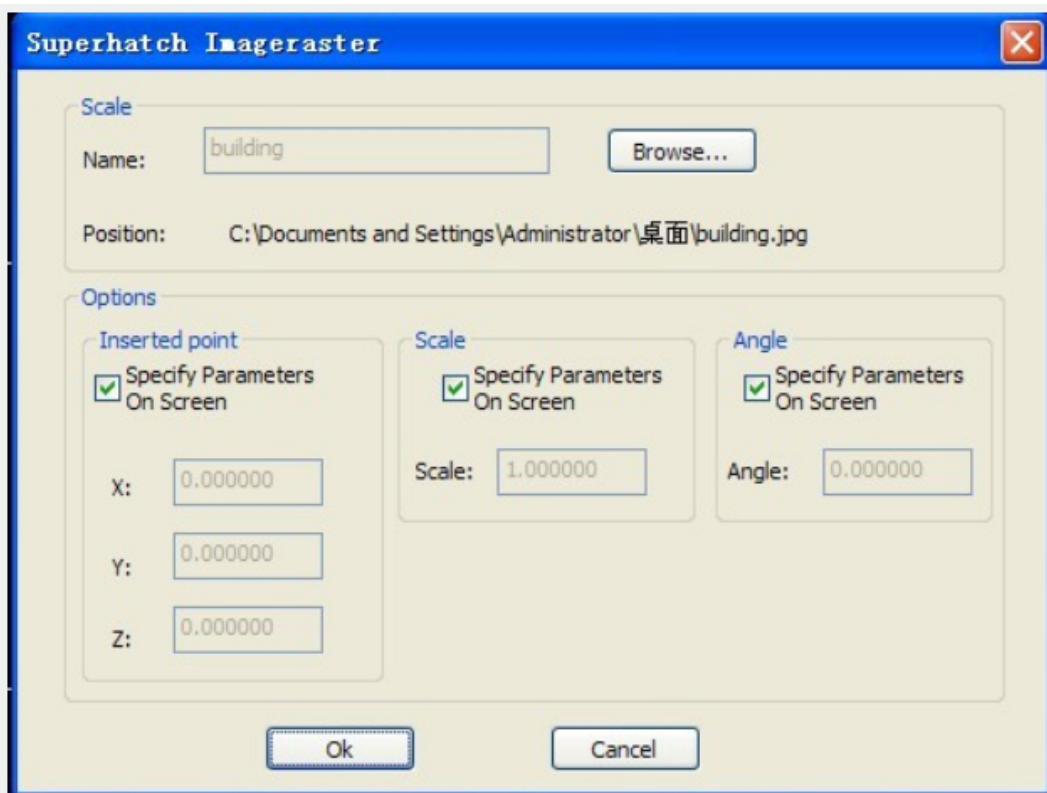 Superhatch Imageraster
Scale
Name: building Browse...
Position: C:\Documents and Settings\Administrator\桌面\building.jpg
Options
Inserted point
Specify Parameters
On Screen
X: 0.000000
Y: 0.000000
Z: 0.000000
Scale
Specify Parameters
On Screen
Scale: 1.000000
Angle
Specify Parameters
On Screen
Angle: 0.000000
Ok Cancel